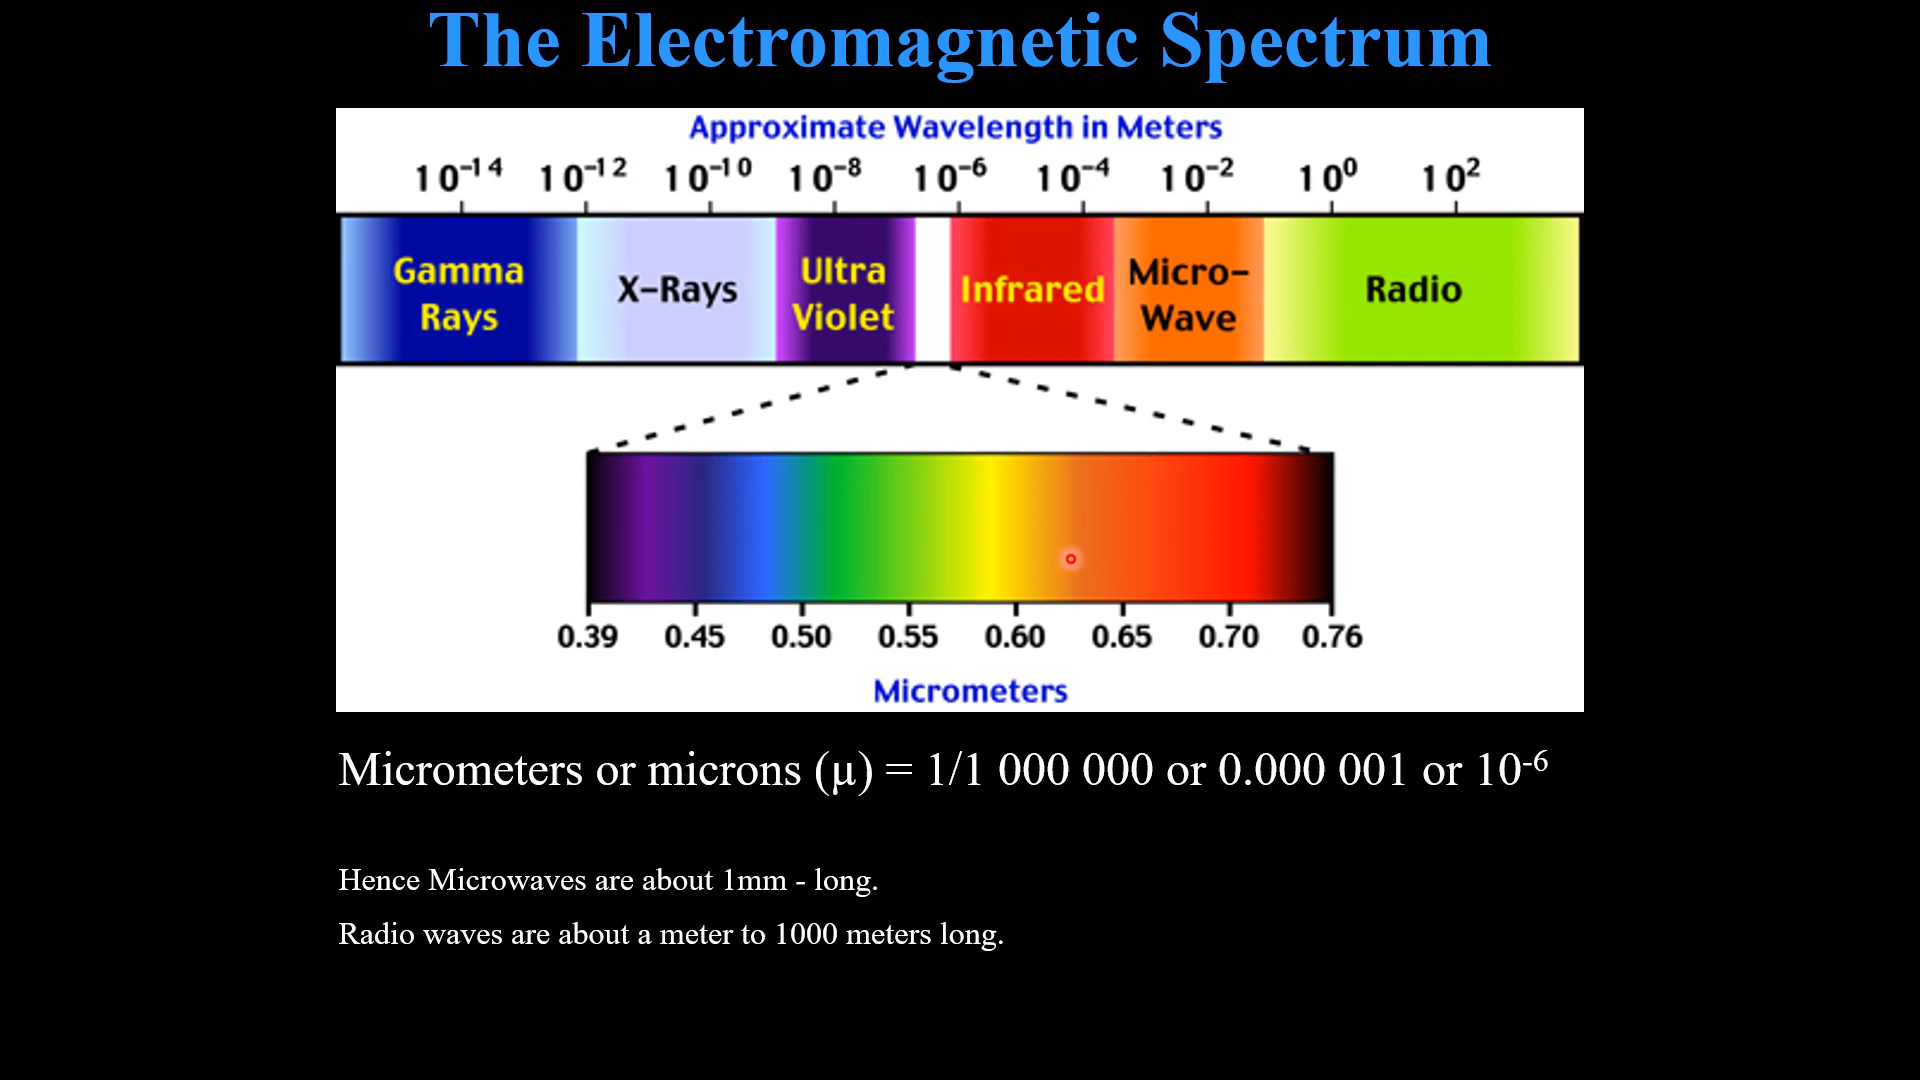 The Electromagnetic Spectrum
Approximate Wavelength in Meters
10⁻¹⁴ 10⁻¹² 10⁻¹⁰ 10⁻⁸ 10⁻⁶ 10⁻⁴ 10⁻² 10⁰ 10²
Gamma
Rays
X-Rays
Ultra
Violet
Infrared
Micro-
Wave
Radio
0.39 0.45 0.50 0.55 0.60 0.65 0.70 0.76
Micrometers
Micrometers or microns (μ) = 1/1 000 000 or 0.000 001 or 10⁻⁶
Hence Microwaves are about 1mm - long.
Radio waves are about a meter to 1000 meters long.